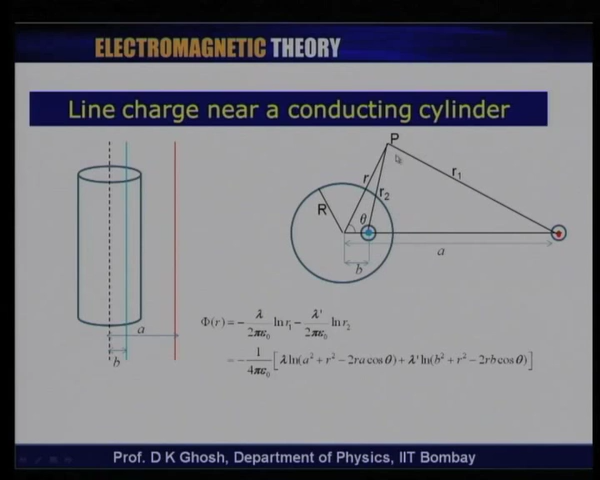 ELECTROMAGNETIC THEORY
Line charge near a conducting cylinder
P
r
r₂
r₁
R
θ
a
b
a
b
Φ(r) = − λ/2πε₀ ln r₁ − λ'/2πε₀ ln r₂
= − 1/4πε₀ [λ ln(a² + r² − 2ra cos θ) + λ' ln(b² + r² − 2rb cos θ)]
Prof. D K Ghosh, Department of Physics, IIT Bombay